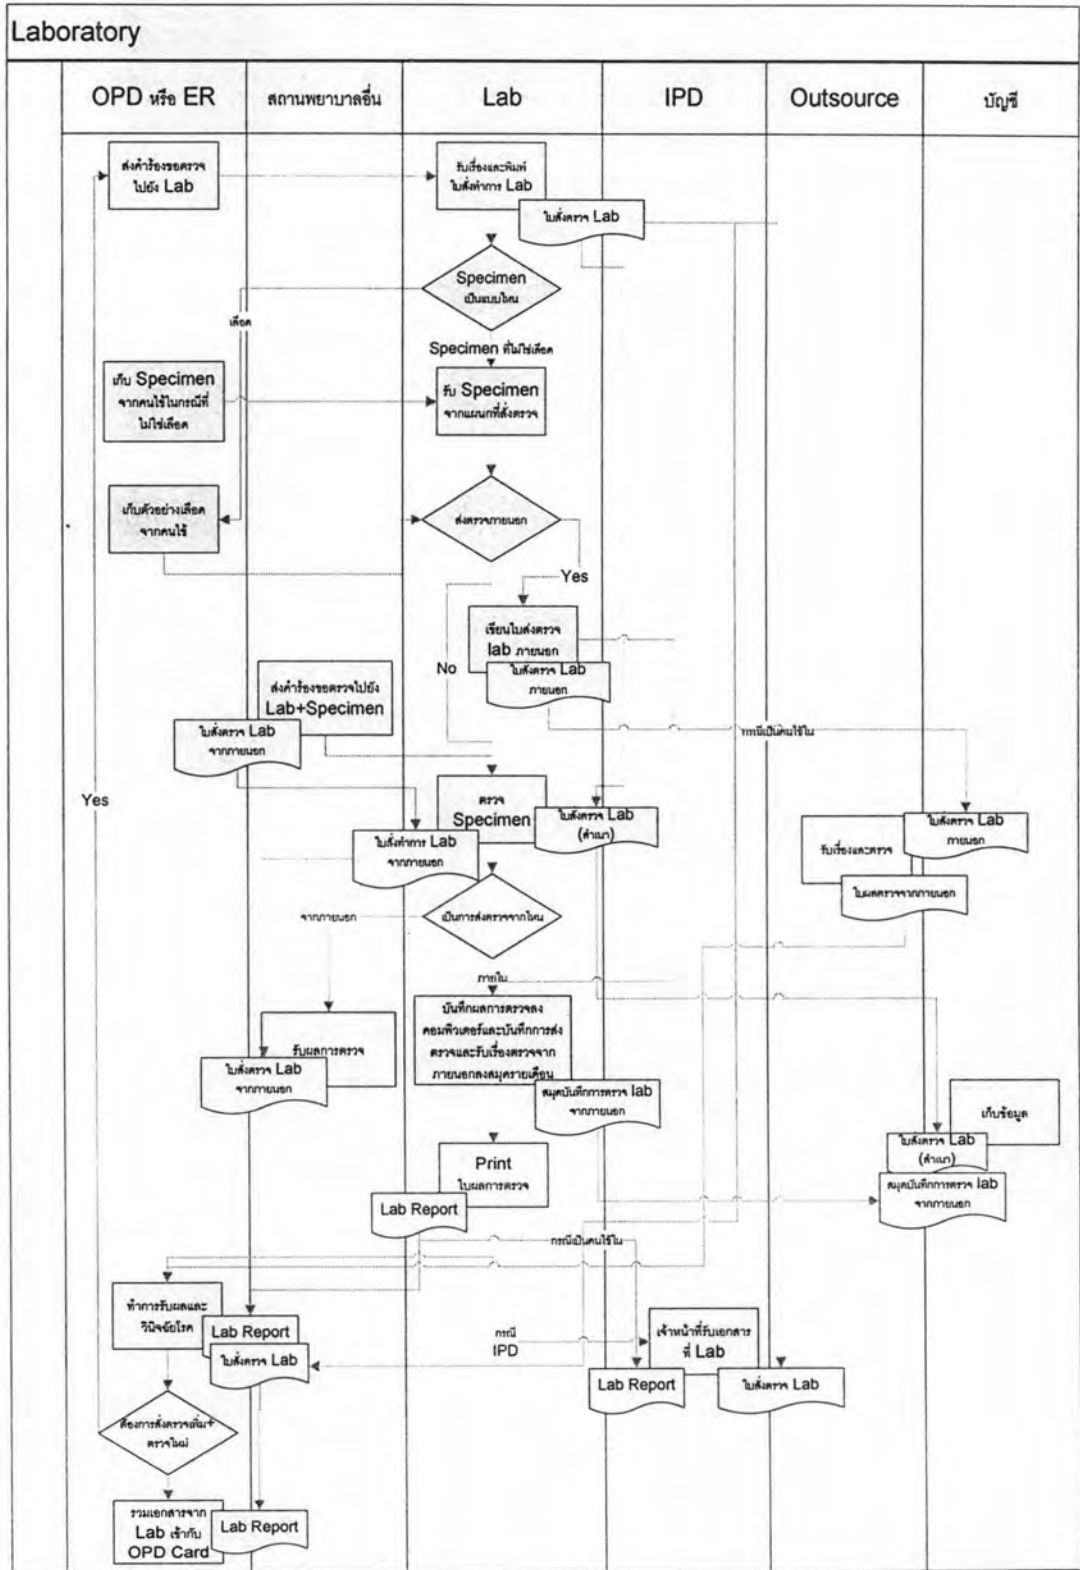 Laboratory
OPD หรือ ER
สถานพยาบาลอื่น
Lab
IPD
Outsource
บัญชี
ส่งคำร้องขอตรวจ
ไปยัง Lab
รับเรื่องและพิมพ์
ใบสั่งทำการ Lab
ใบสั่งตรวจ Lab
Specimen
เป็นแบบไหน
เลือด
Specimen ที่ไม่ใช่เลือด
เก็บ Specimen
จากคนไข้ในกรณีที่
ไม่ใช่เลือด
รับ Specimen
จากแผนกที่สั่งตรวจ
เก็บตัวอย่างเลือด
จากคนไข้
ส่งตรวจภายนอก
Yes
เขียนใบส่งตรวจ
lab ภายนอก
No
ใบสั่งตรวจ Lab
ภายนอก
ส่งคำร้องขอตรวจไปยัง
Lab+Specimen
ใบสั่งตรวจ Lab
จากภายนอก
กรณีเป็นคนไข้ใน
Yes
ตรวจ
Specimen
ใบสั่งตรวจ Lab
(สำเนา)
ใบสั่งตรวจ Lab
ภายนอก
ใบสั่งทำการ Lab
จากภายนอก
รับเรื่องและตรวจ
ใบผลตรวจจากภายนอก
จากภายนอก
เป็นการส่งตรวจจากไหน
ภายใน
บันทึกผลการตรวจลง
คอมพิวเตอร์และบันทึกการส่ง
ตรวจและรับเรื่องตรวจจาก
ภายนอกลงสมุดรายเดือน
รับผลการตรวจ
ใบสั่งตรวจ Lab
จากภายนอก
สมุดบันทึกการตรวจ lab
จากภายนอก
เก็บข้อมูล
ใบสั่งตรวจ Lab
(สำเนา)
Print
ใบผลการตรวจ
สมุดบันทึกการตรวจ lab
จากภายนอก
Lab Report
กรณีเป็นคนไข้ใน
ทำการรับผลและ
วินิจฉัยโรค
Lab Report
ใบสั่งตรวจ Lab
กรณี
IPD
เจ้าหน้าที่รับเอกสาร
ที่ Lab
Lab Report
ใบสั่งตรวจ Lab
ต้องการสั่งตรวจเพิ่ม+
ตรวจใหม่
รวมเอกสารจาก
Lab เข้ากับ
OPD Card
Lab Report